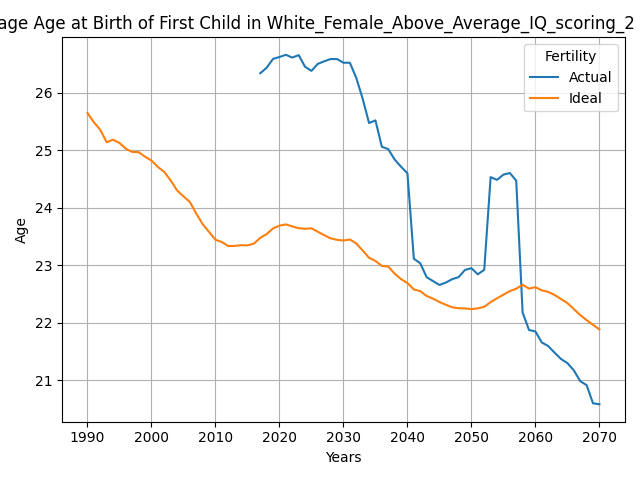 age Age at Birth of First Child in White_Female_Above_Average_IQ_scoring_2
Fertility
Actual
Ideal
Age
26
25
24
23
22
21
1990 2000 2010 2020 2030 2040 2050 2060 2070
Years